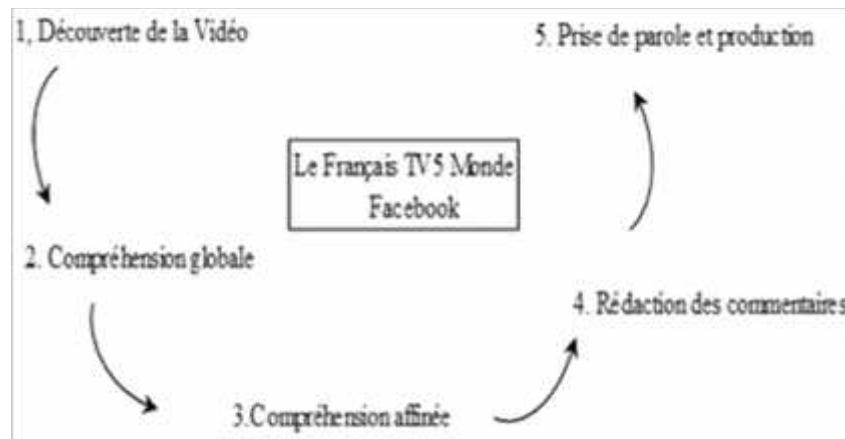 1, Découverte de la Vidéo
5. Prise de parole et production
Le Français TV5 Monde
Facebook
2. Compréhension globale
4. Rédaction des commentaires
3.Compréhension affinée